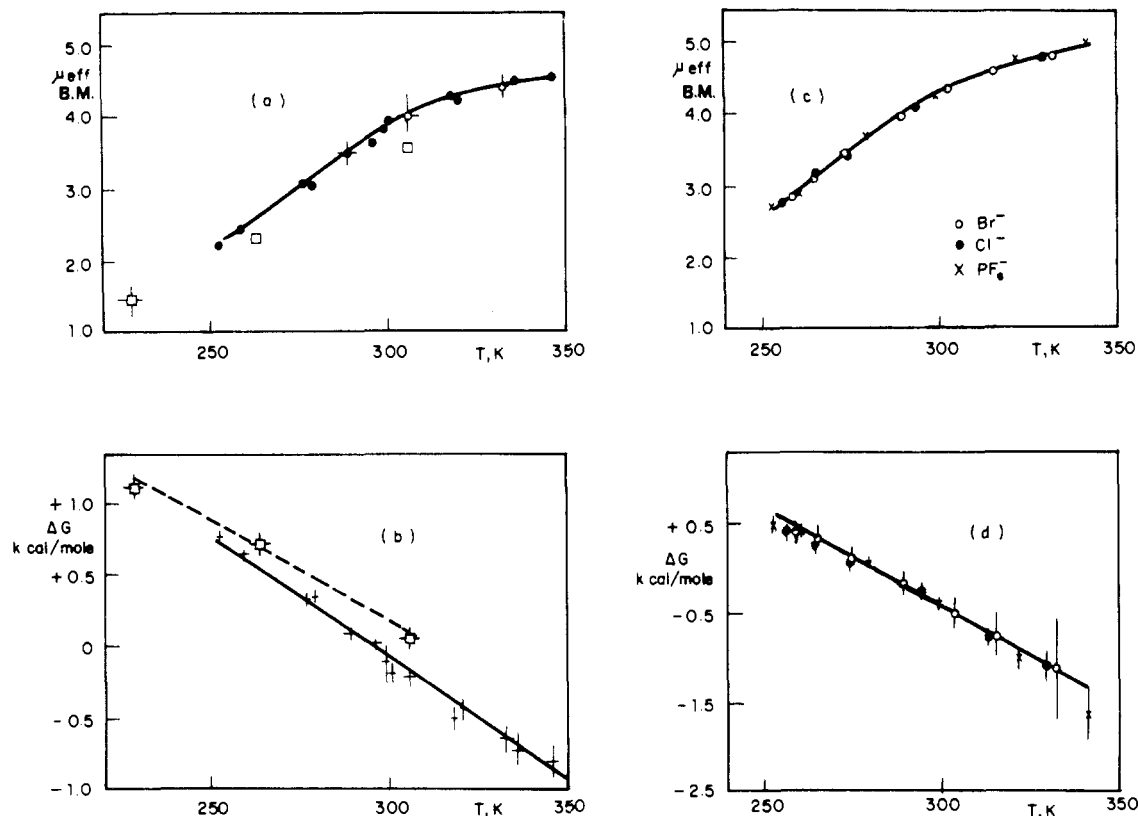 5.0
μeff
B.M.
4.0
3.0
2.0
1.0
(a)
250 300 T, K 350
5.0
μeff
B.M.
4.0
3.0
2.0
1.0
(c)
o Br⁻
● Cl⁻
x PF₆⁻
250 300 T, K 350
+ 1.0
ΔG
k cal/mole
+ 0.5
0
- 0.5
- 1.0
(b)
250 300 T, K 350
+ 0.5
ΔG
k cal/mole
- 0.5
- 1.5
- 2.5
(d)
250 300 T, K 350